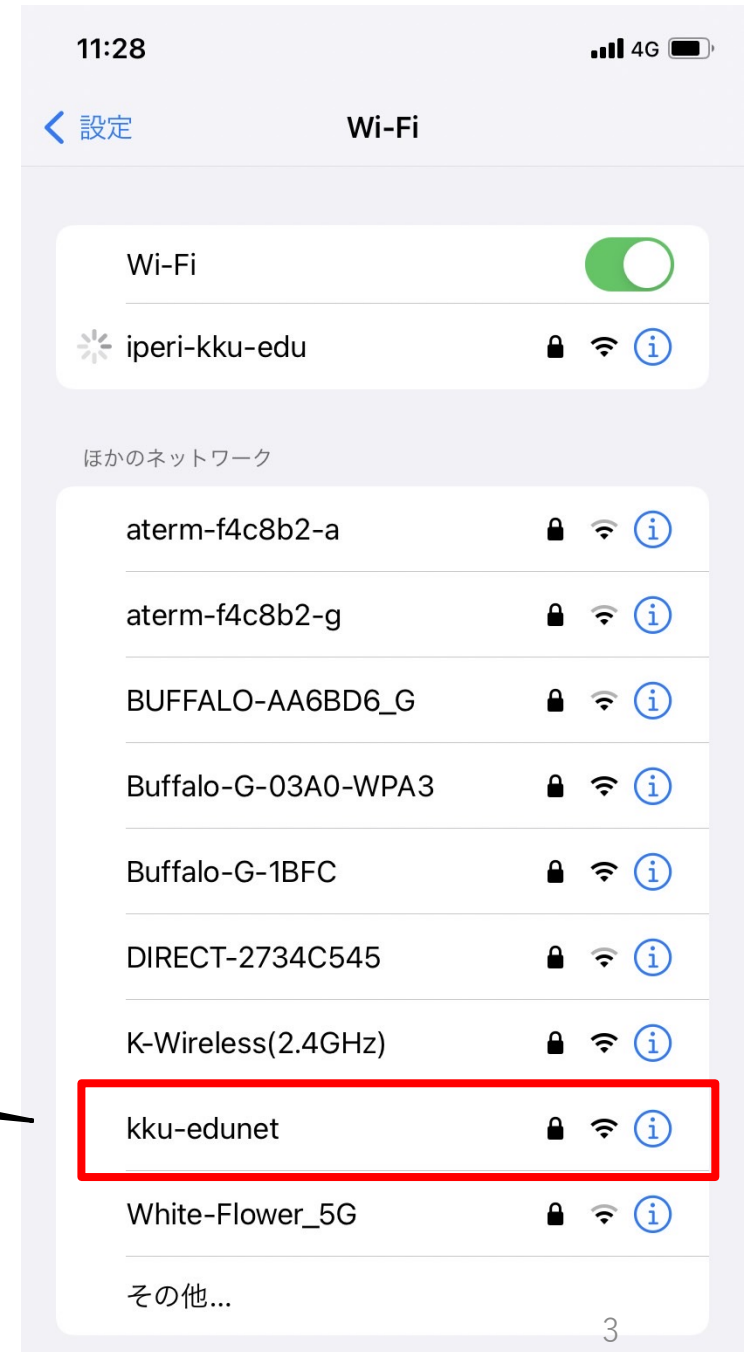 11:28 4G
設定 Wi-Fi
Wi-Fi
iperi-kku-edu
ほかのネットワーク
aterm-f4c8b2-a
aterm-f4c8b2-g
BUFFALO-AA6BD6_G
Buffalo-G-03A0-WPA3
Buffalo-G-1BFC
DIRECT-2734C545
K-Wireless(2.4GHz)
kku-edunet
White-Flower_5G
その他...
3